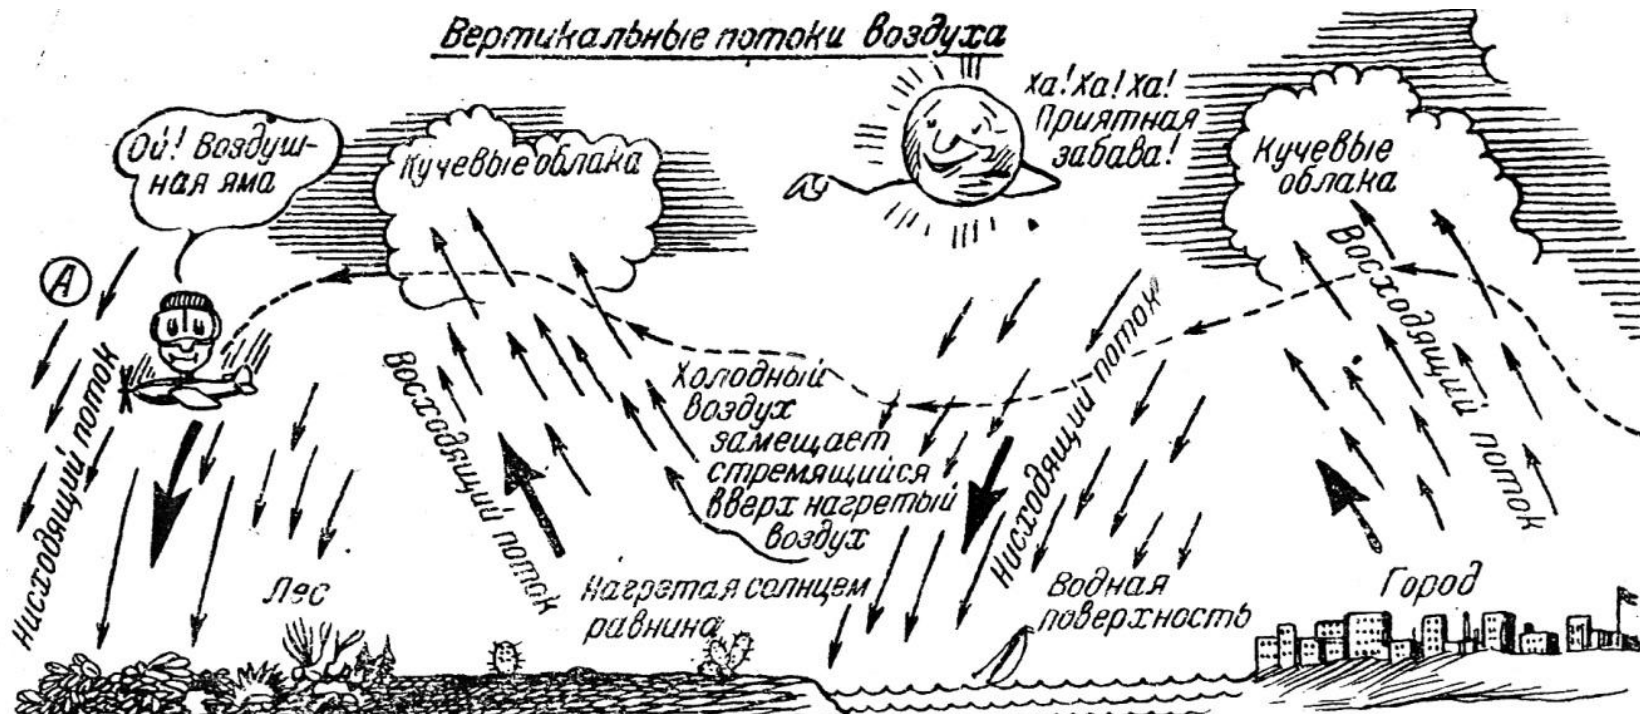 Вертикальные потоки воздуха
Ой! Воздуш-
ная яма
Кучевые облака
Ха! Ха! Ха!
Приятная
забава!
Кучевые
облака
А
Нисходящий поток
Восходящий поток
Холодный
воздух
замещает
стремящийся
вверх нагретый
воздух
Нисходящий поток
Восходящий поток
Лес
Нагретая солнцем
равнина
Водная
поверхность
Город